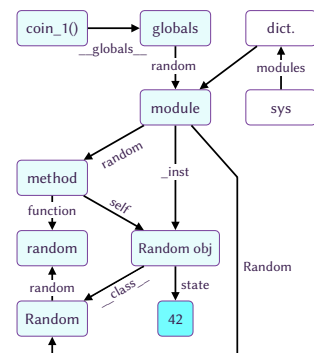 coin_1()
globals
dict.
__globals__
random
modules
module
sys
random
_inst
method
function
self
random
Random obj
Random
random
__class__
state
Random
42